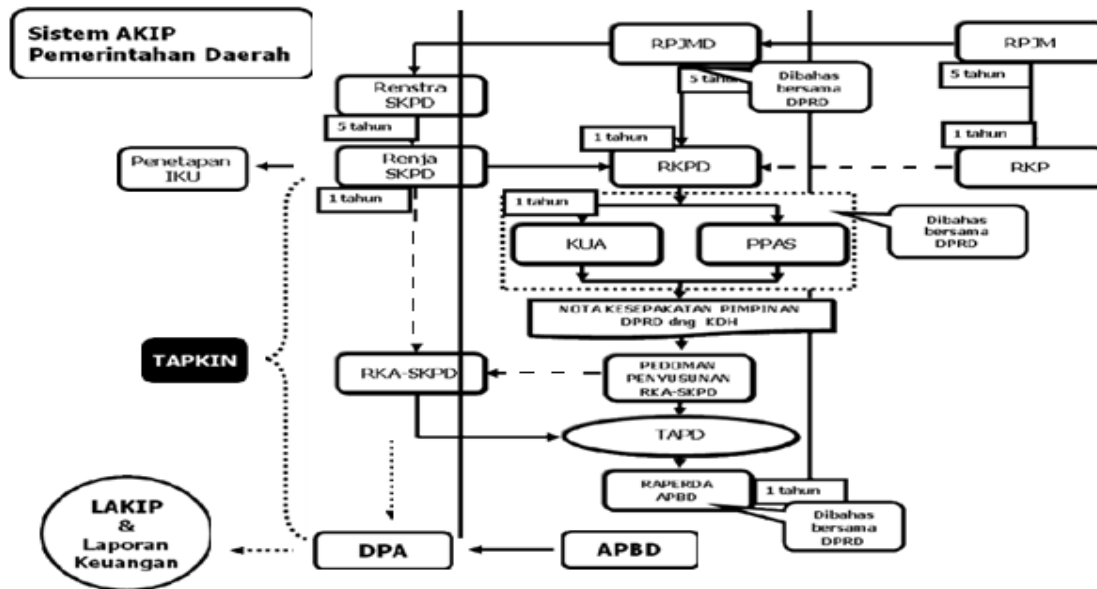 Sistem AKIP
Pemerintahan Daerah
RPJMD
RPJM
5 tahun
Dibahas
bersama
DPRD
5 tahun
Renstra
SKPD
5 tahun
1 tahun
1 tahun
Penetapan
IKU
Renja
SKPD
RKPD
RKP
1 tahun
1 tahun
KUA
PPAS
Dibahas
bersama
DPRD
NOTA KESEPAKATAN PIMPINAN
DPRD dng KDH
TAPKIN
RKA-SKPD
PEDOMAN
PENYUSUNAN
RKA-SKPD
TAPD
RAPERDA
APBD
1 tahun
Dibahas
bersama
DPRD
LAKIP
&
Laporan
Keuangan
DPA
APBD